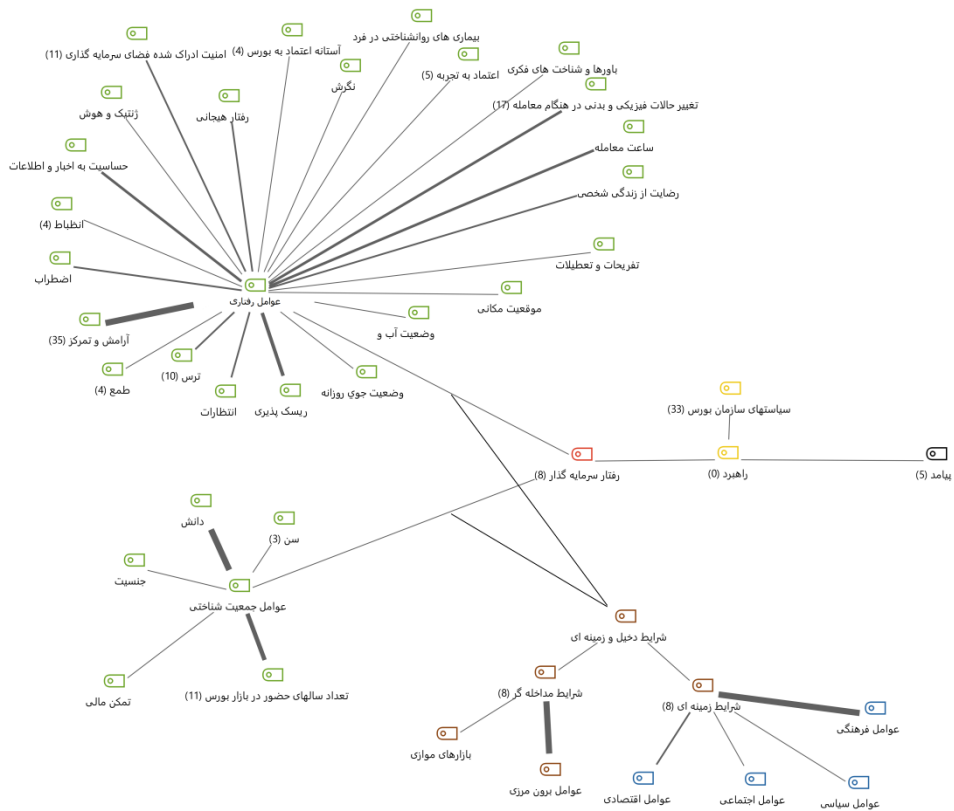 بیماری های روانشناختی در فرد
آستانه اعتماد به بورس (4)
امنیت ادراک شده فضای سرمایه گذاری (11)
باورها و شناخت های فکری
اعتماد به تجربه (5)
نگرش
تغییر حالات فیزیکی و بدنی در هنگام معامله (17)
رفتار هیجانی
ژنتیک و هوش
ساعت معامله
حساسیت به اخبار و اطلاعات
رضایت از زندگی شخصی
انظباط (4)
تفریحات و تعطیلات
اضطراب
عوامل رفتاری
موقعیت مکانی
وضعیت آب و
آرامش و تمرکز (35)
ترس (10)
طمع (4)
وضعیت جوي روزانه
ریسک پذیری
انتظارات
سیاستهای سازمان بورس (33)
رفتار سرمایه گذار (8)
راهبرد (0)
پیامد (5)
دانش
سن (3)
جنسیت
عوامل جمعیت شناختی
تعداد سالهای حضور در بازار بورس (11)
تمکن مالی
شرایط دخیل و زمینه ای
شرایط مداخله گر (8)
شرایط زمینه ای (8)
عوامل فرهنگی
بازارهای موازی
عوامل برون مرزی
عوامل اقتصادی
عوامل اجتماعی
عوامل سیاسی